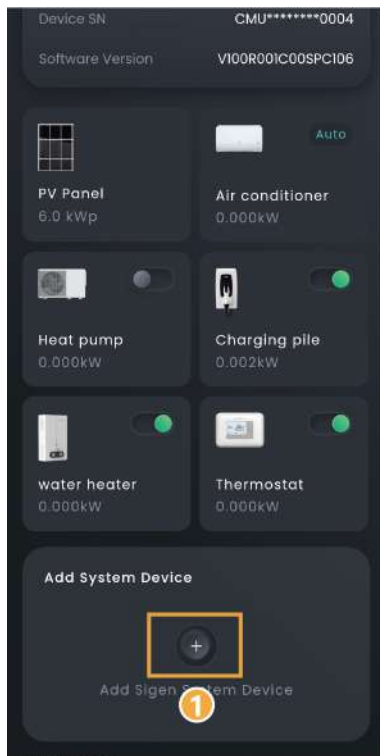 Device SN CMU********0004
Software Version V100R001C00SPC106
Auto
PV Panel
6.0 kWp
Air conditioner
0.000kW
Heat pump
0.000kW
Charging pile
0.002kW
water heater
0.000kW
Thermostat
0.000kW
Add System Device
+
Add Sigen System Device
1